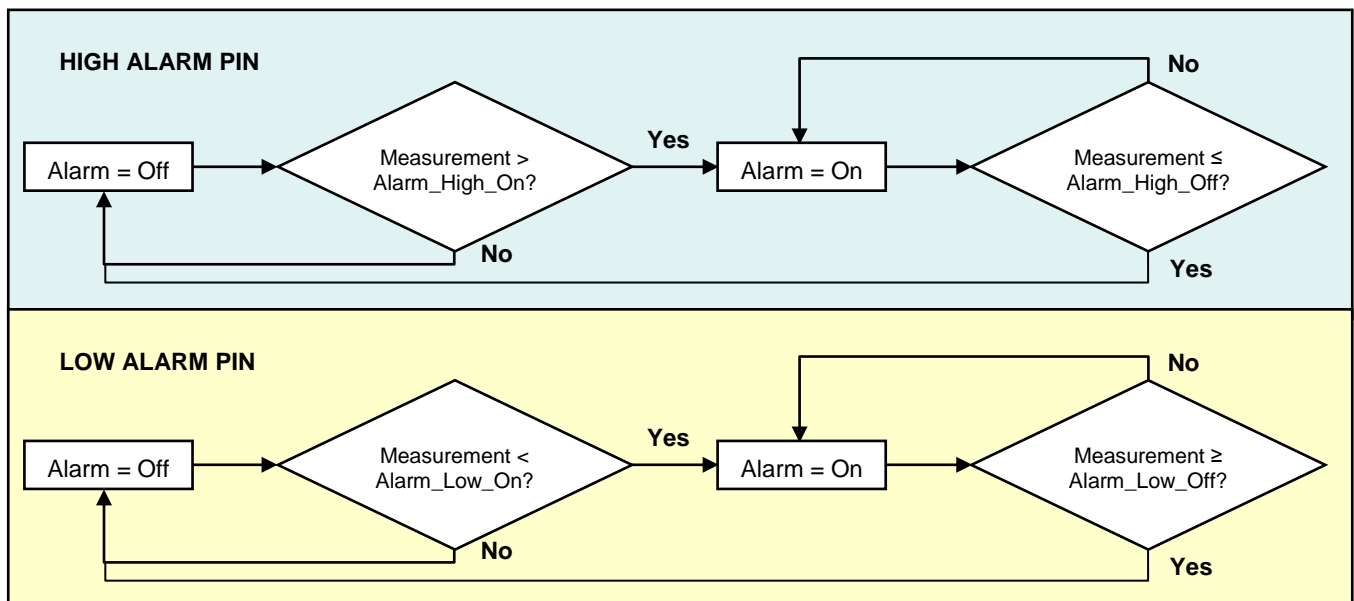 HIGH ALARM PIN
No
Yes
Alarm = Off
Measurement >
Alarm_High_On?
Alarm = On
Measurement ≤
Alarm_High_Off?
No
Yes
LOW ALARM PIN
No
Yes
Alarm = Off
Measurement <
Alarm_Low_On?
Alarm = On
Measurement ≥
Alarm_Low_Off?
No
Yes